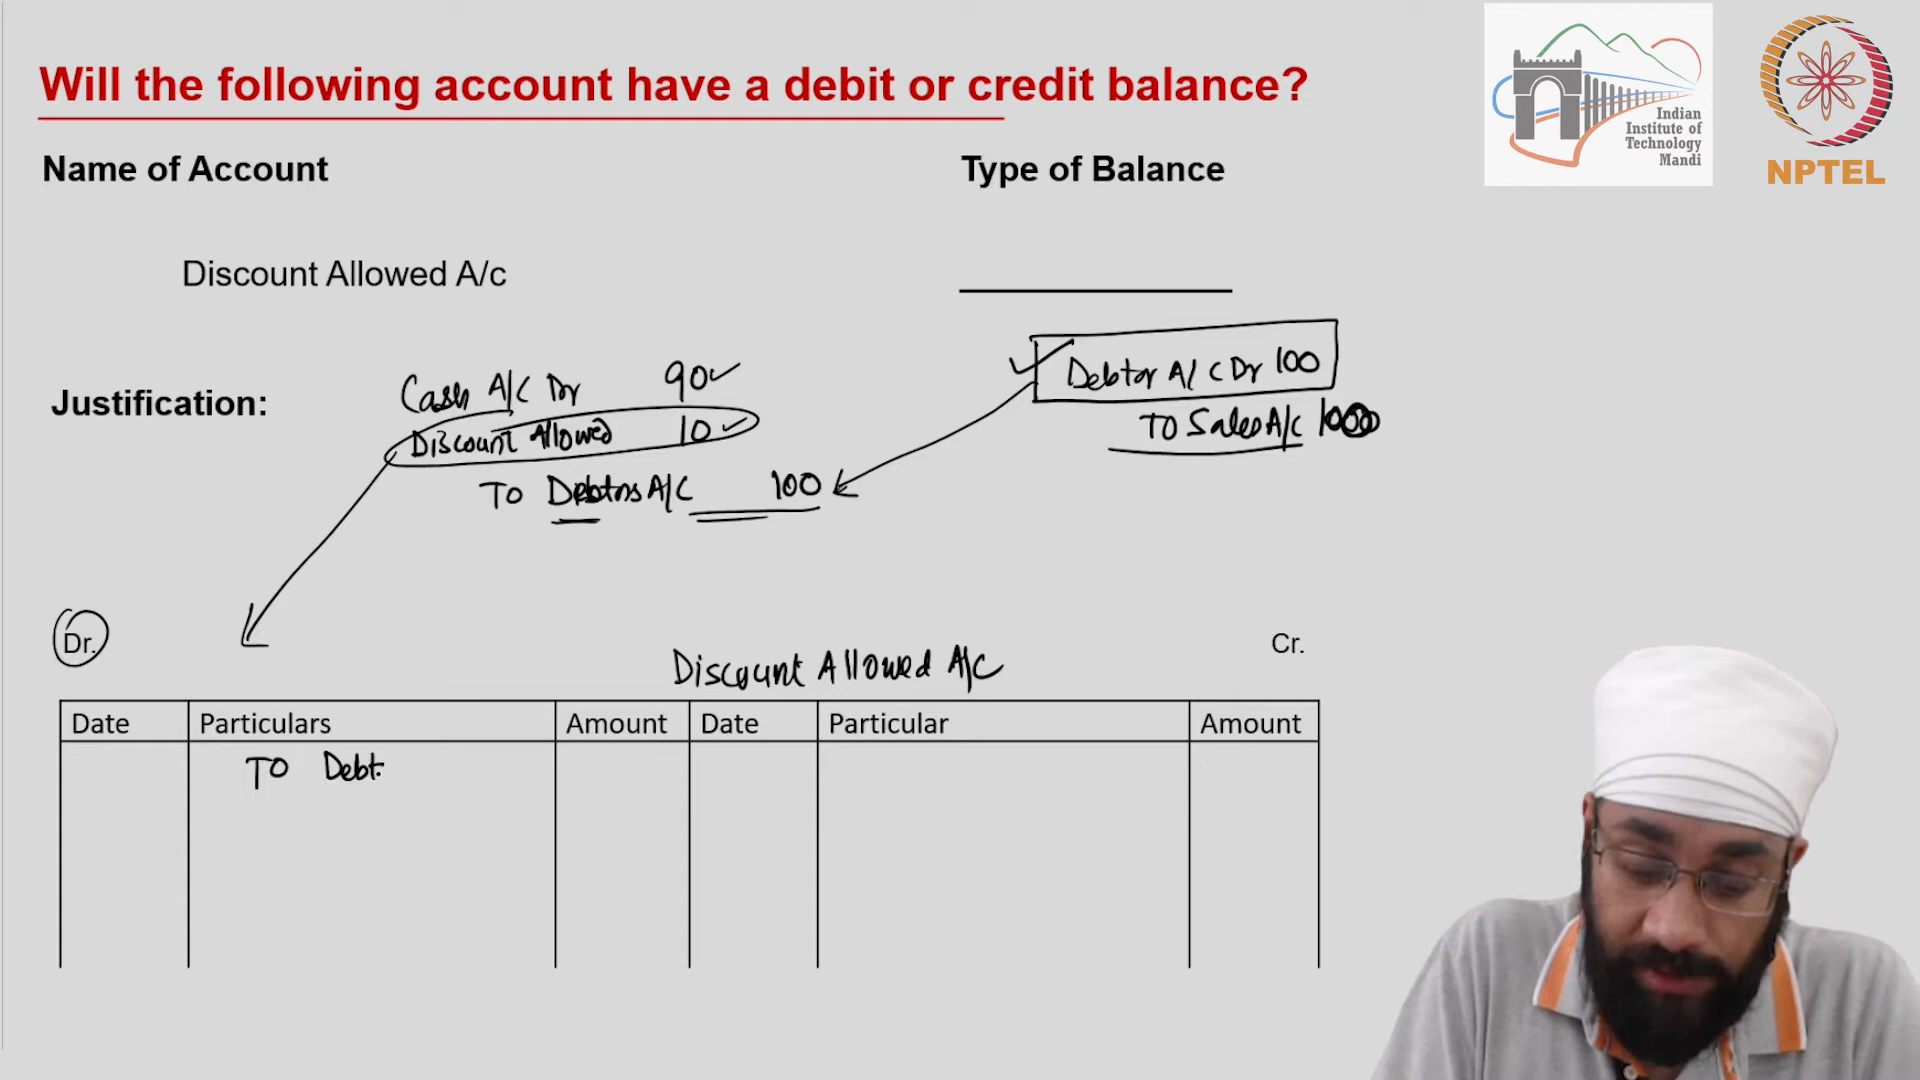 Will the following account have a debit or credit balance?
Indian
Institute of
Technology
Mandi
NPTEL
Name of Account
Type of Balance
Discount Allowed A/c
Justification:
Cash A/C Dr 90
Discount Allowed 10
TO Debtors A/C 100
Debtor A/C Dr 100
TO Sales A/C
Dr.
Discount Allowed A/C
Cr.
Date Particulars Amount Date Particular Amount
TO Debt